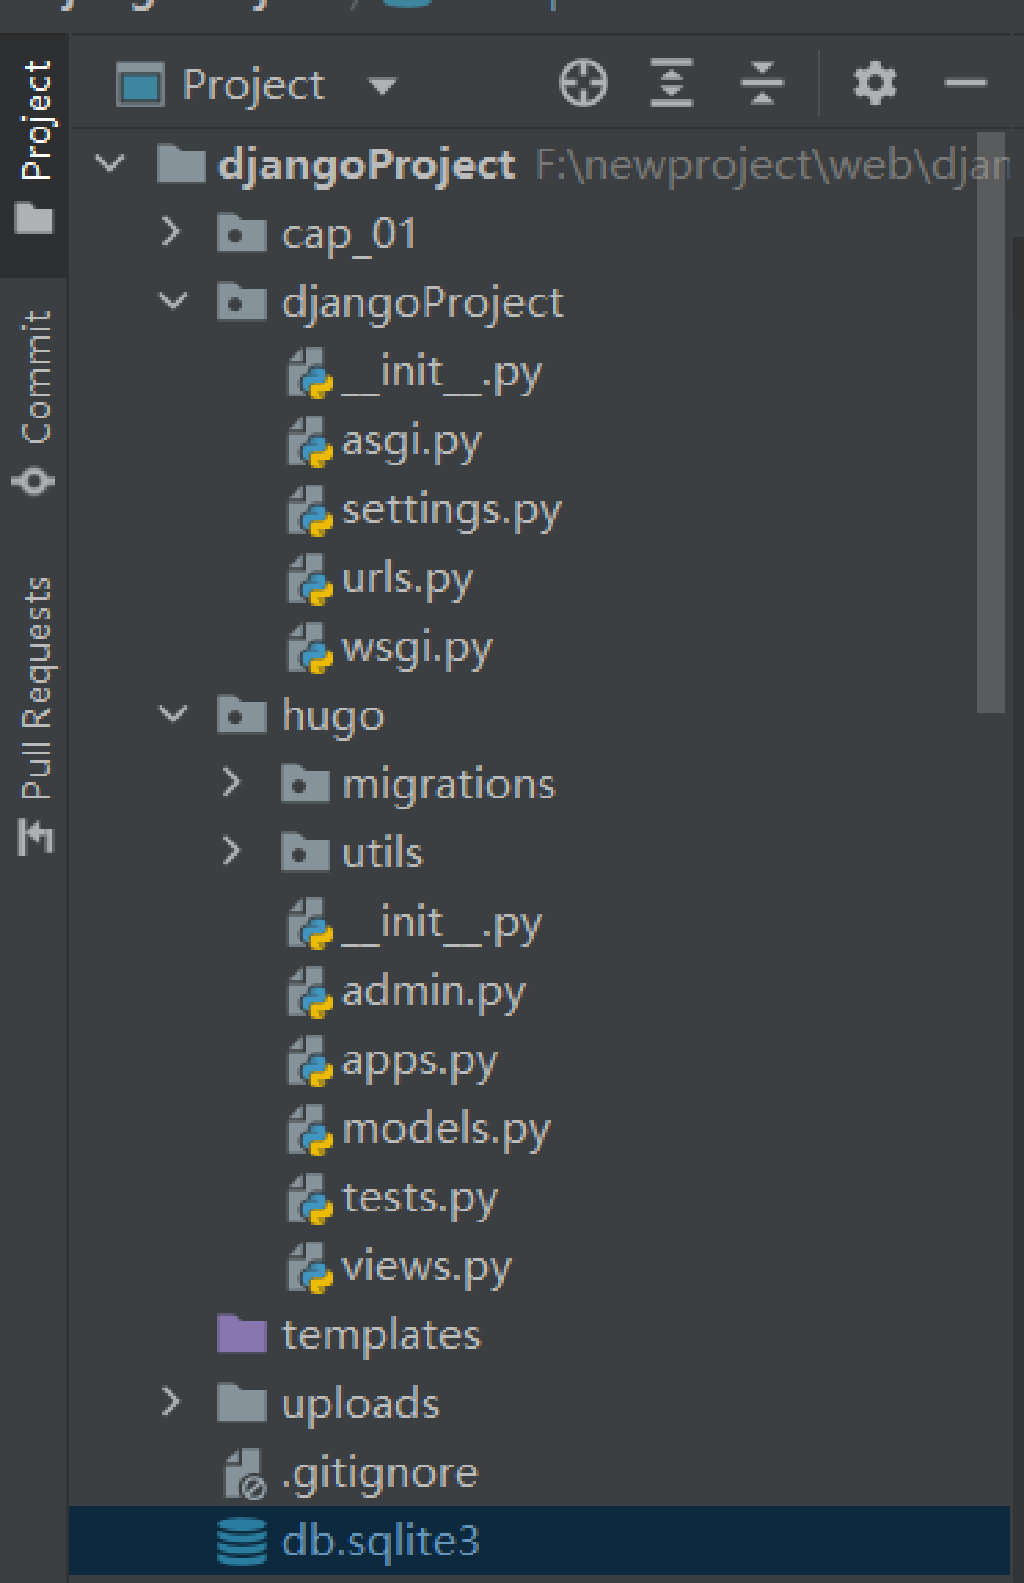 Project
djangoProject F:\newproject\web\djan
cap_01
djangoProject
__init__.py
asgi.py
settings.py
urls.py
wsgi.py
hugo
migrations
utils
__init__.py
admin.py
apps.py
models.py
tests.py
views.py
templates
uploads
.gitignore
db.sqlite3
Project
Commit
Pull Requests